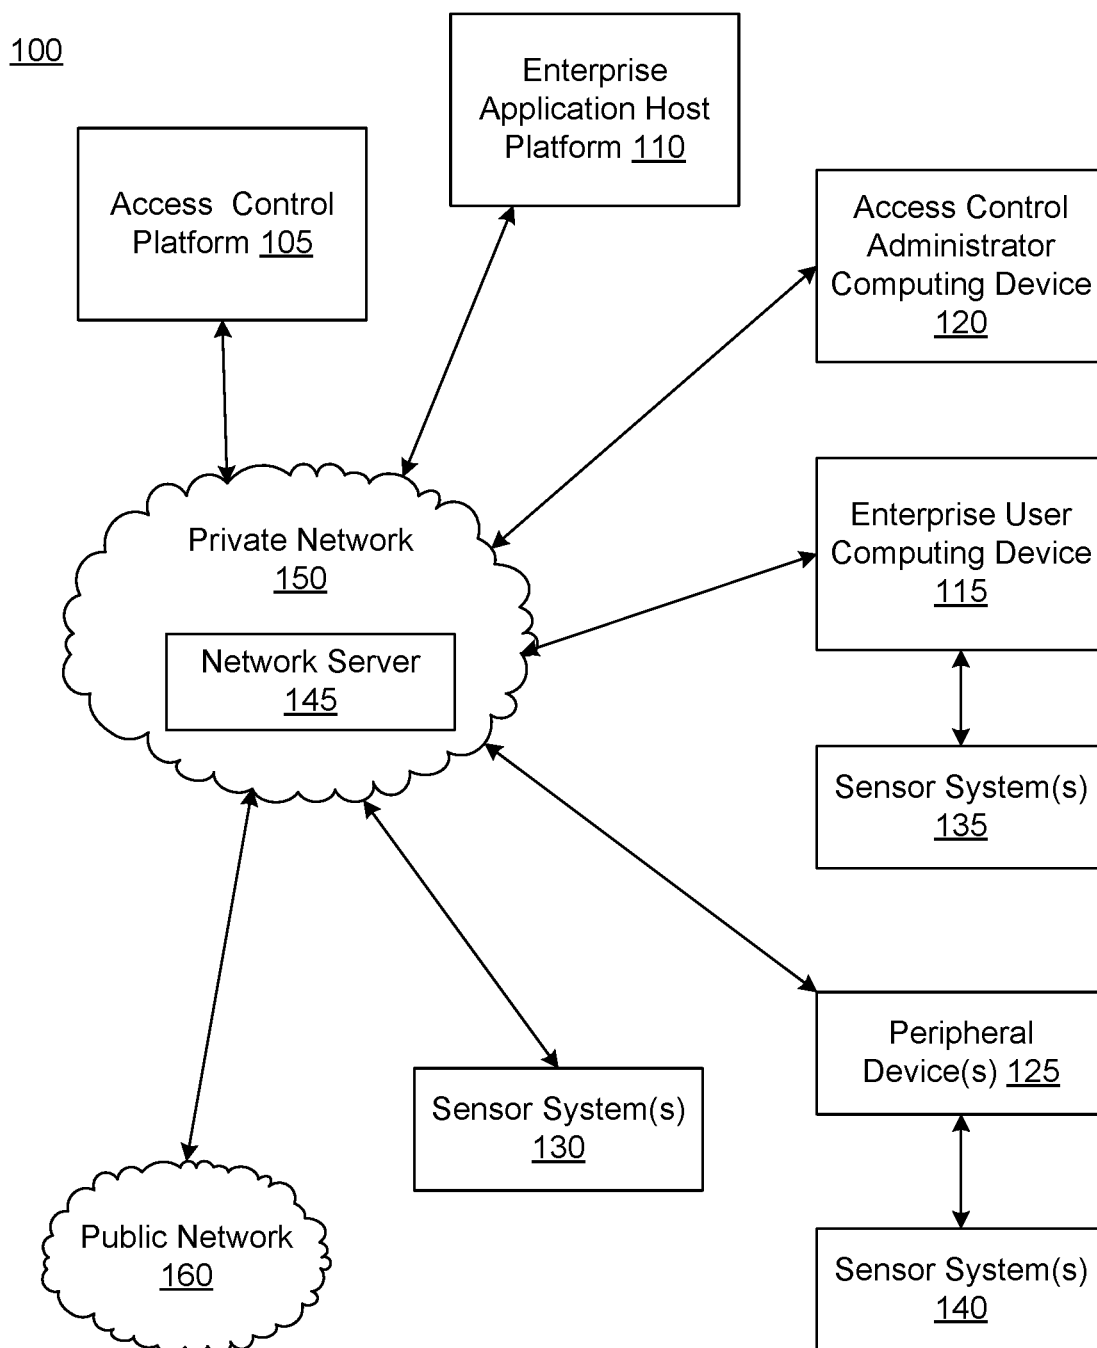 100
Enterprise
Application Host
Platform 110
Access Control
Platform 105
Access Control
Administrator
Computing Device
120
Enterprise User
Computing Device
115
Private Network
150
Network Server
145
Sensor System(s)
135
Peripheral
Device(s) 125
Sensor System(s)
130
Public Network
160
Sensor System(s)
140